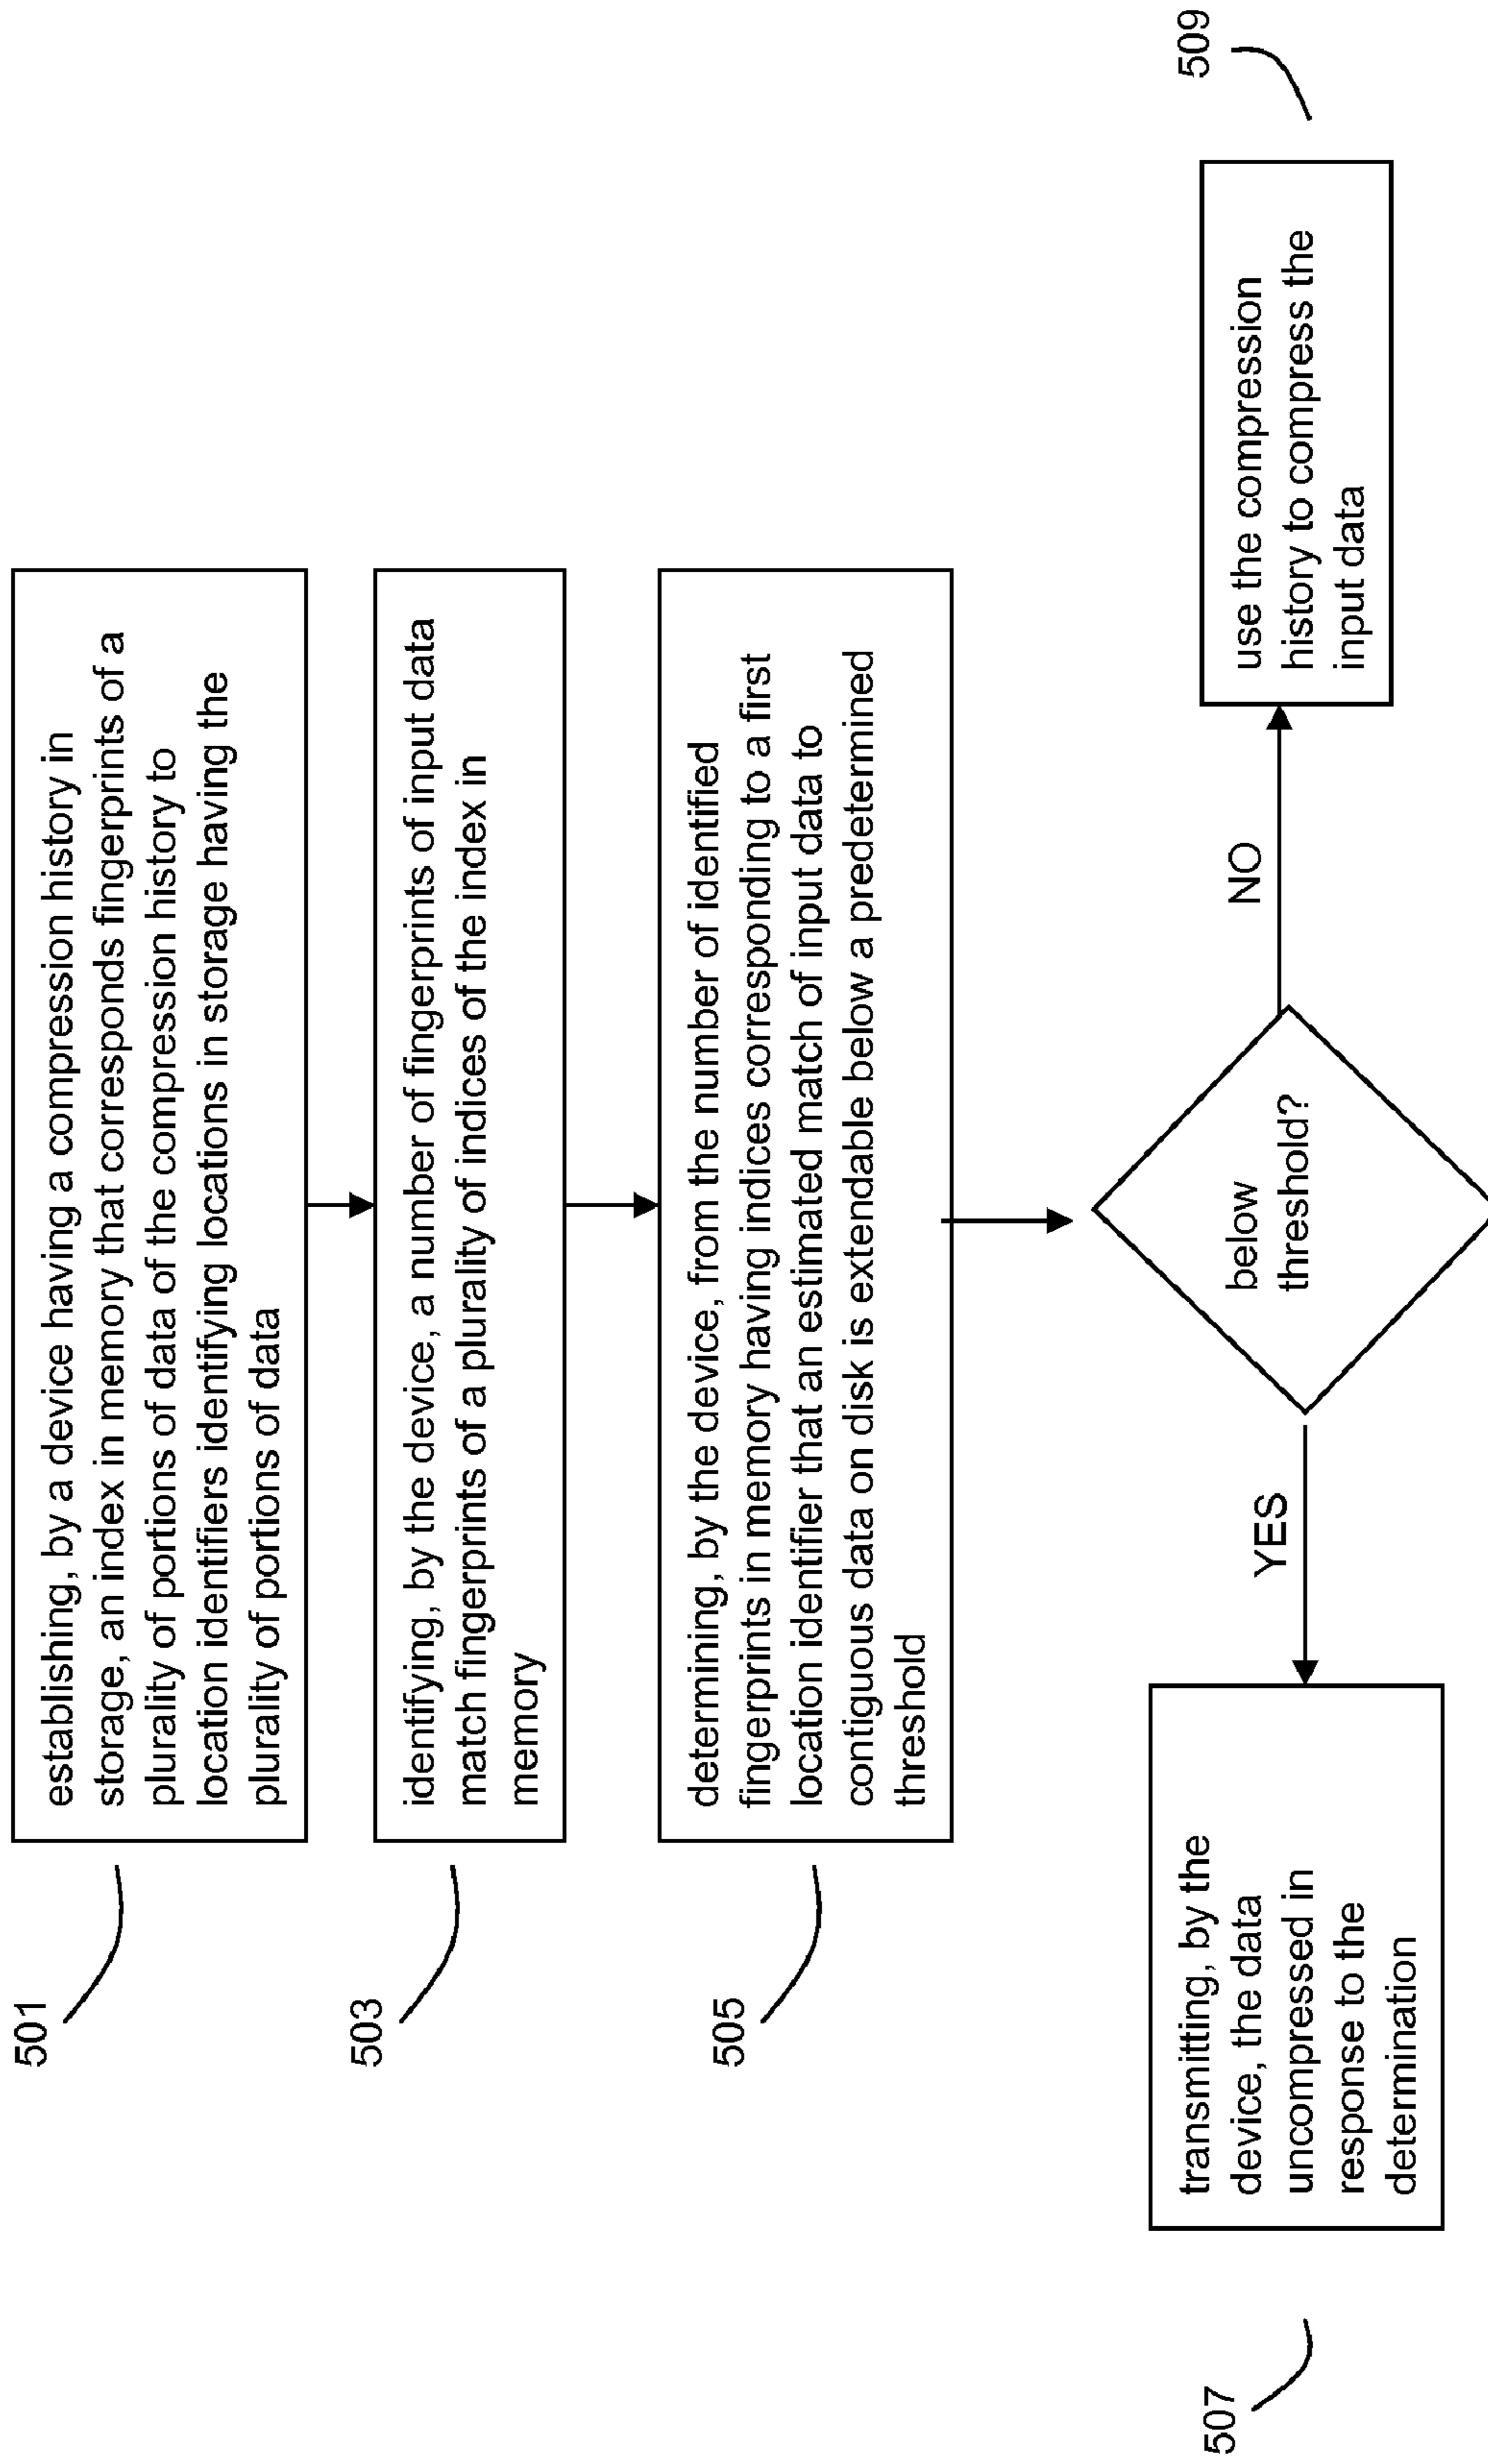 501
establishing, by a device having a compression history in
storage, an index in memory that corresponds fingerprints of a
plurality of portions of data of the compression history to
location identifiers identifying locations in storage having the
plurality of portions of data
503
identifying, by the device, a number of fingerprints of input data
match fingerprints of a plurality of indices of the index in
memory
505
determining, by the device, from the number of identified
fingerprints in memory having indices corresponding to a first
location identifier that an estimated match of input data to
contiguous data on disk is extendable below a predetermined
threshold
below
threshold?
YES
NO
507
transmitting, by the
device, the data
uncompressed in
response to the
determination
509
use the compression
history to compress the
input data